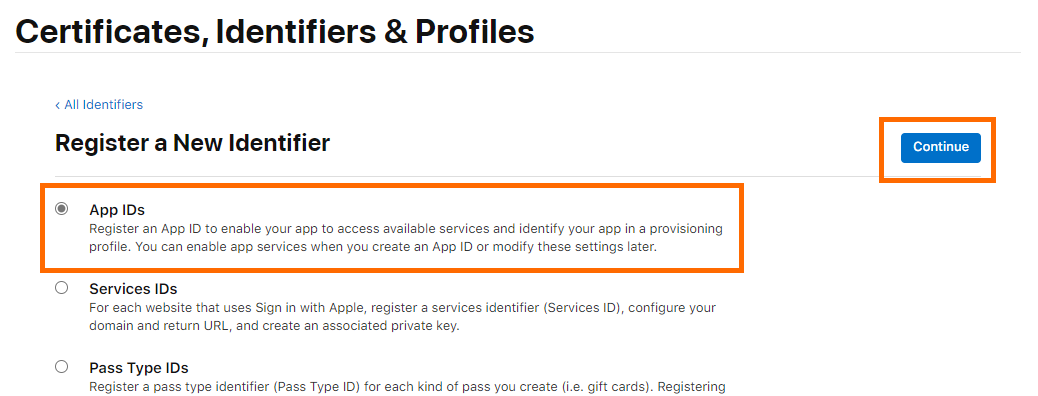 Certificates, Identifiers & Profiles
‹ All Identifiers
Register a New Identifier
Continue
App IDs
Register an App ID to enable your app to access available services and identify your app in a provisioning
profile. You can enable app services when you create an App ID or modify these settings later.
Services IDs
For each website that uses Sign in with Apple, register a services identifier (Services ID), configure your
domain and return URL, and create an associated private key.
Pass Type IDs
Register a pass type identifier (Pass Type ID) for each kind of pass you create (i.e. gift cards). Registering